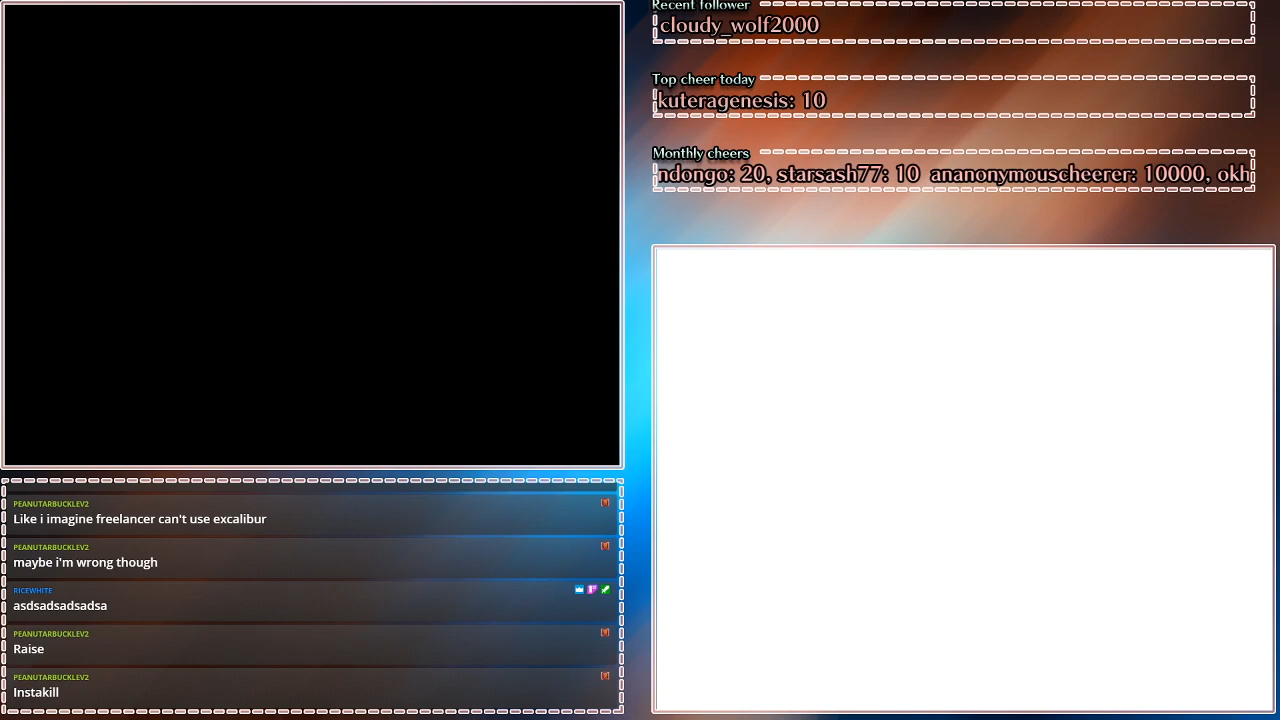 Recent follower
cloudy_wolf2000
Top cheer today
kuteragenesis: 10
Monthly cheers
ndongo: 20, starsash77: 10 ananonymouscheerer: 10000, okh
PEANUTARBUCKLEV2
Like i imagine freelancer can't use excalibur
PEANUTARBUCKLEV2
maybe i'm wrong though
RICEWHITE
asdsadsadsadsa
PEANUTARBUCKLEV2
Raise
PEANUTARBUCKLEV2
Instakill